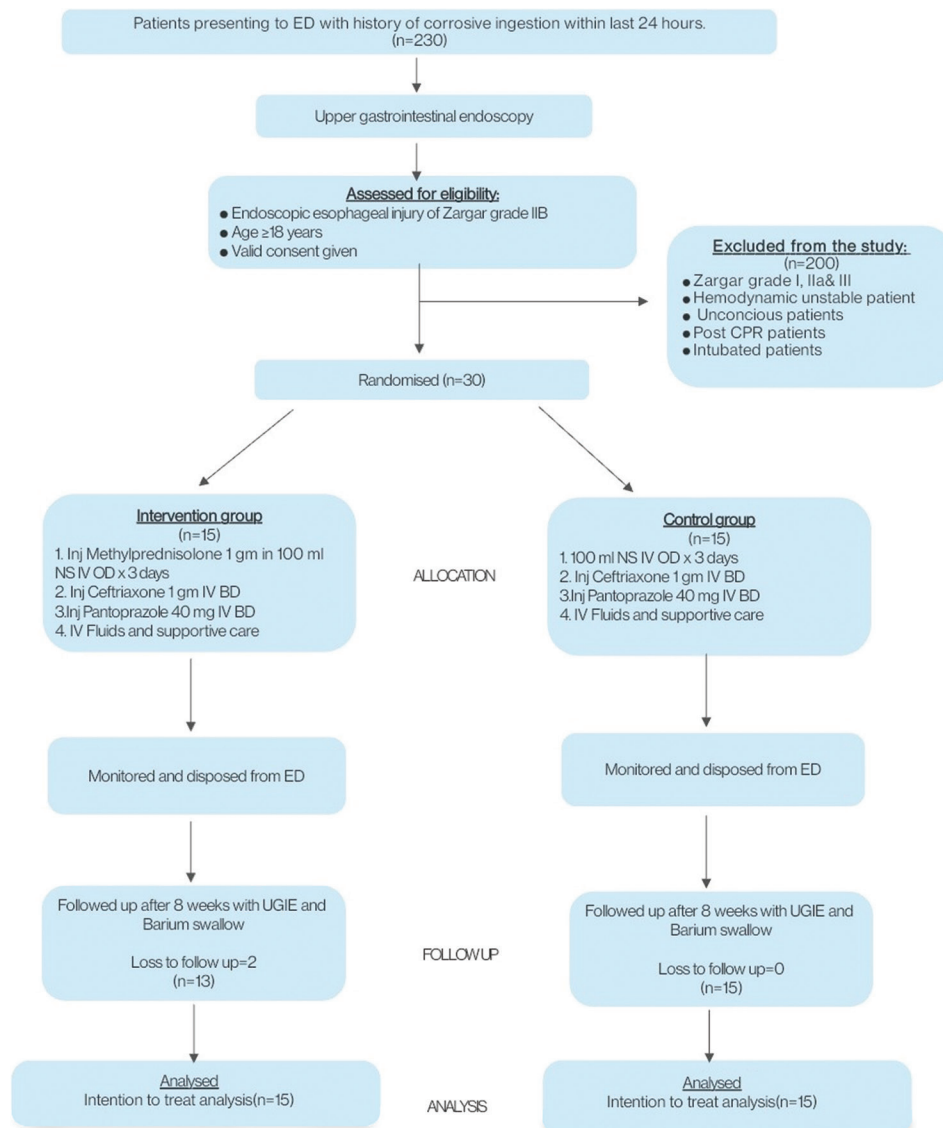 Patients presenting to ED with history of corrosive ingestion within last 24 hours.
(n=230)
Upper gastrointestinal endoscopy
Assessed for eligibility:
● Endoscopic esophageal injury of Zargar grade IIB
● Age ≥18 years
● Valid consent given
Excluded from the study:
(n=200)
● Zargar grade I, IIa& III
● Hemodynamic unstable patient
● Unconcious patients
● Post CPR patients
● Intubated patients
Randomised (n=30)
Intervention group
(n=15)
1. Inj Methylprednisolone 1 gm in 100 ml
NS IV OD x 3 days
2. Inj Ceftriaxone 1 gm IV BD
3.Inj Pantoprazole 40 mg IV BD
4. IV Fluids and supportive care
ALLOCATION
Control group
(n=15)
1. 100 ml NS IV OD x 3 days
2. Inj Ceftriaxone 1 gm IV BD
3.Inj Pantoprazole 40 mg IV BD
4. IV Fluids and supportive care
Monitored and disposed from ED
Monitored and disposed from ED
Followed up after 8 weeks with UGIE and
Barium swallow
Loss to follow up=2
(n=13)
FOLLOW UP
Followed up after 8 weeks with UGIE and
Barium swallow
Loss to follow up=0
(n=15)
Analysed
Intention to treat analysis(n=15)
ANALYSIS
Analysed
Intention to treat analysis(n=15)